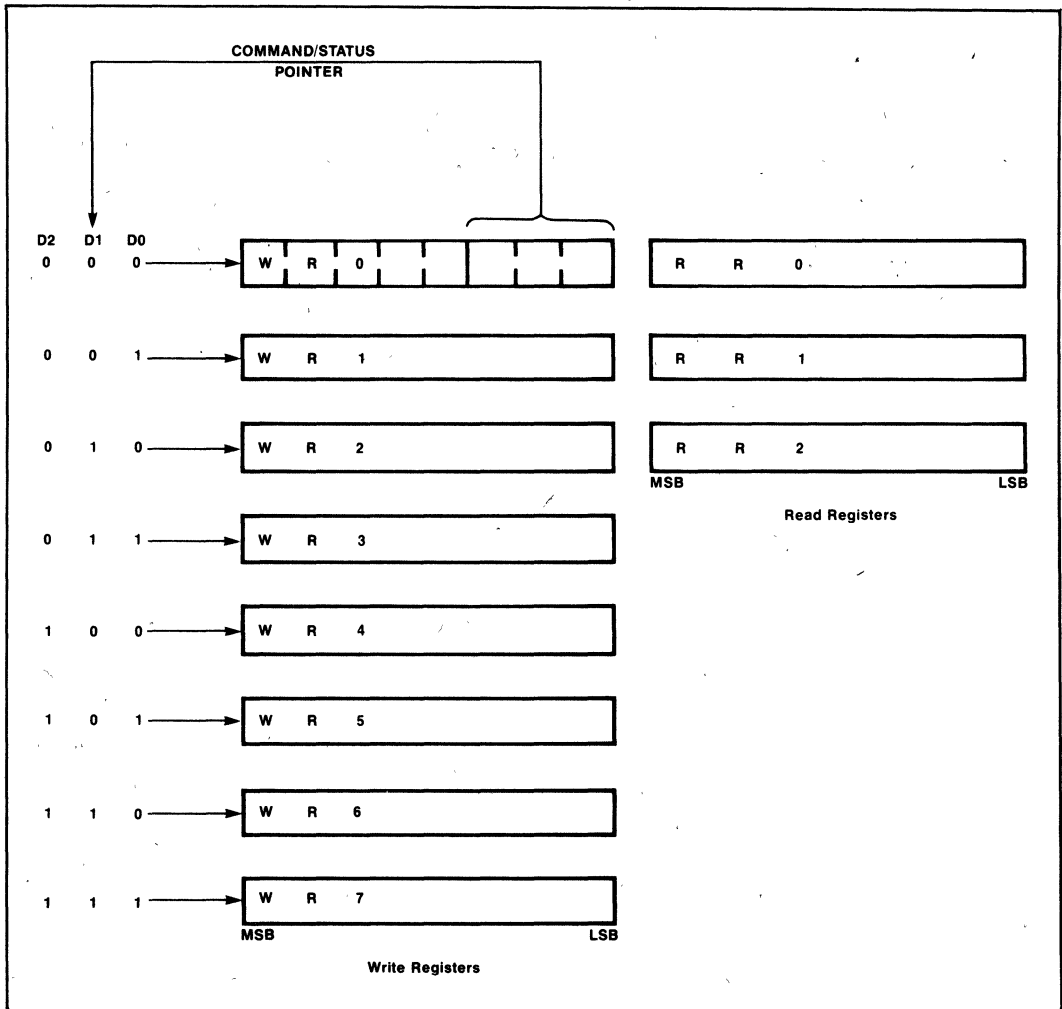 COMMAND/STATUS
POINTER
D2 D1 D0
0 0 0 W R 0 R R 0
0 0 1 W R 1 R R 1
0 1 0 W R 2 R R 2
MSB LSB
Read Registers
0 1 1 W R 3
1 0 0 W R 4
1 0 1 W R 5
1 1 0 W R 6
1 1 1 W R 7
MSB LSB
Write Registers